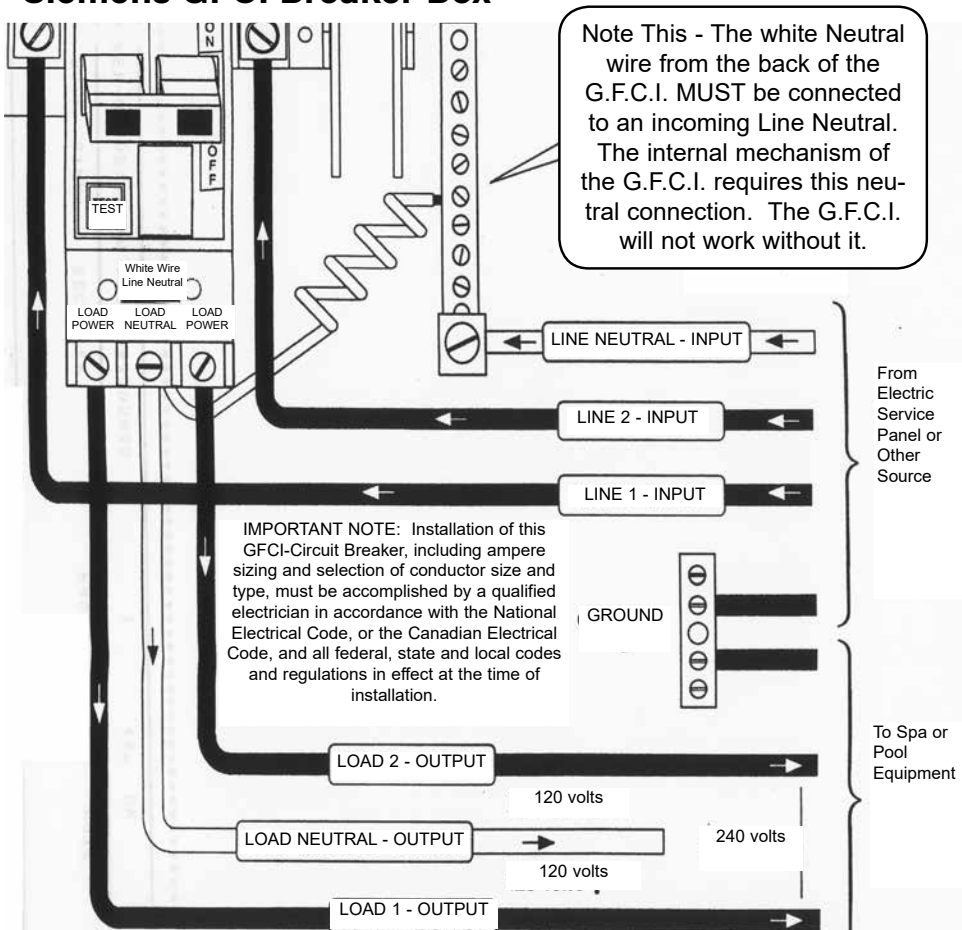 Siemens GFCI Breaker Box
Note This - The white Neutral
wire from the back of the
G.F.C.I. MUST be connected
to an incoming Line Neutral.
The internal mechanism of
the G.F.C.I. requires this neu-
tral connection. The G.F.C.I.
will not work without it.
ON
OFF
TEST
White Wire
Line Neutral
LOAD POWER
LOAD NEUTRAL
LOAD POWER
LINE NEUTRAL - INPUT
LINE 2 - INPUT
LINE 1 - INPUT
From
Electric
Service
Panel or
Other
Source
IMPORTANT NOTE: Installation of this
GFCI-Circuit Breaker, including ampere
sizing and selection of conductor size and
type, must be accomplished by a qualified
electrician in accordance with the National
Electrical Code, or the Canadian Electrical
Code, and all federal, state and local codes
and regulations in effect at the time of
installation.
GROUND
To Spa or
Pool
Equipment
LOAD 2 - OUTPUT
120 volts
LOAD NEUTRAL - OUTPUT
240 volts
120 volts
LOAD 1 - OUTPUT